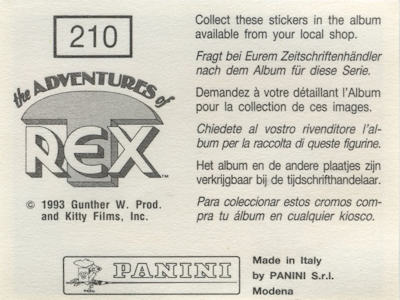 210
the ADVENTURES of
T REX™
© 1993 Gunther W. Prod.
and Kitty Films, Inc.
Collect these stickers in the album
available from your local shop.
Fragt bei Eurem Zeitschriftenhändler
nach dem Album für diese Serie.
Demandez à votre détaillant l'Album
pour la collection de ces images.
Chiedete al vostro rivenditore l'al-
bum per la raccolta di queste figurine.
Het album en de andere plaatjes zijn
verkrijgbaar bij de tijdschrifthandelaar.
Para coleccionar estos cromos com-
pra tu álbum en cualquier kiosco.
PANINI
Made in Italy
by PANINI S.r.l.
Modena